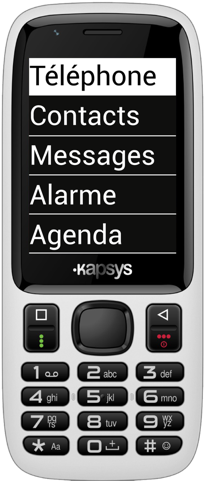 Téléphone
Contacts
Messages
Alarme
Agenda
kapsys
1
2 abc
3 def
4 ghi
5 jkl
6 mno
7 pqrs
8 tuv
9 wxyz
* Aa
0
#